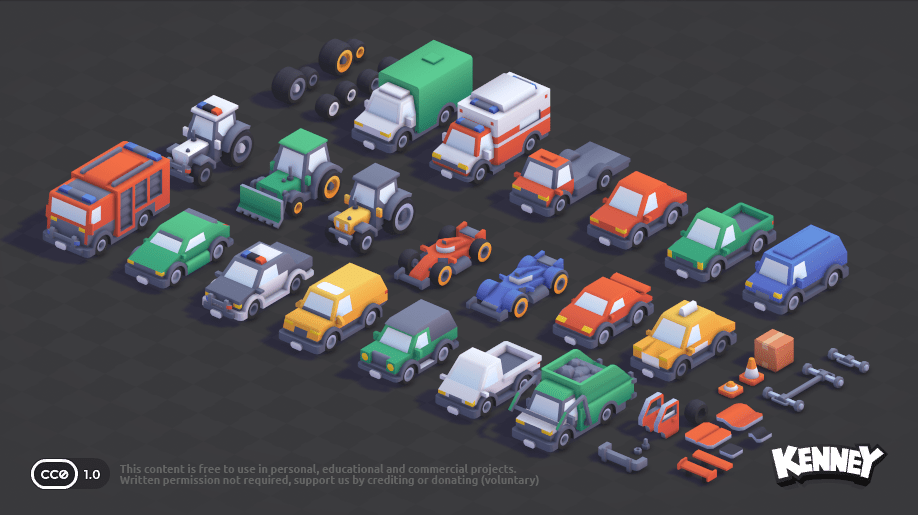 CC0 1.0
This content is free to use in personal, educational and commercial projects.
Written permission not required, support us by crediting or donating (voluntary)
KENNEY